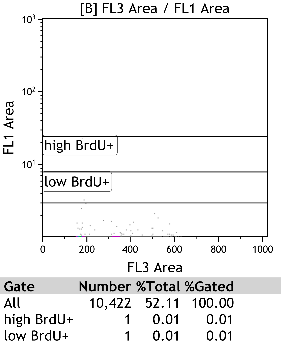 [B] FL3 Area / FL1 Area
10³
10²
10¹
FL1 Area
high BrdU+
low BrdU+
0 200 400 600 800 1000
FL3 Area
Gate Number %Total %Gated
All 10,422 52.11 100.00
high BrdU+ 1 0.01 0.01
low BrdU+ 1 0.01 0.01